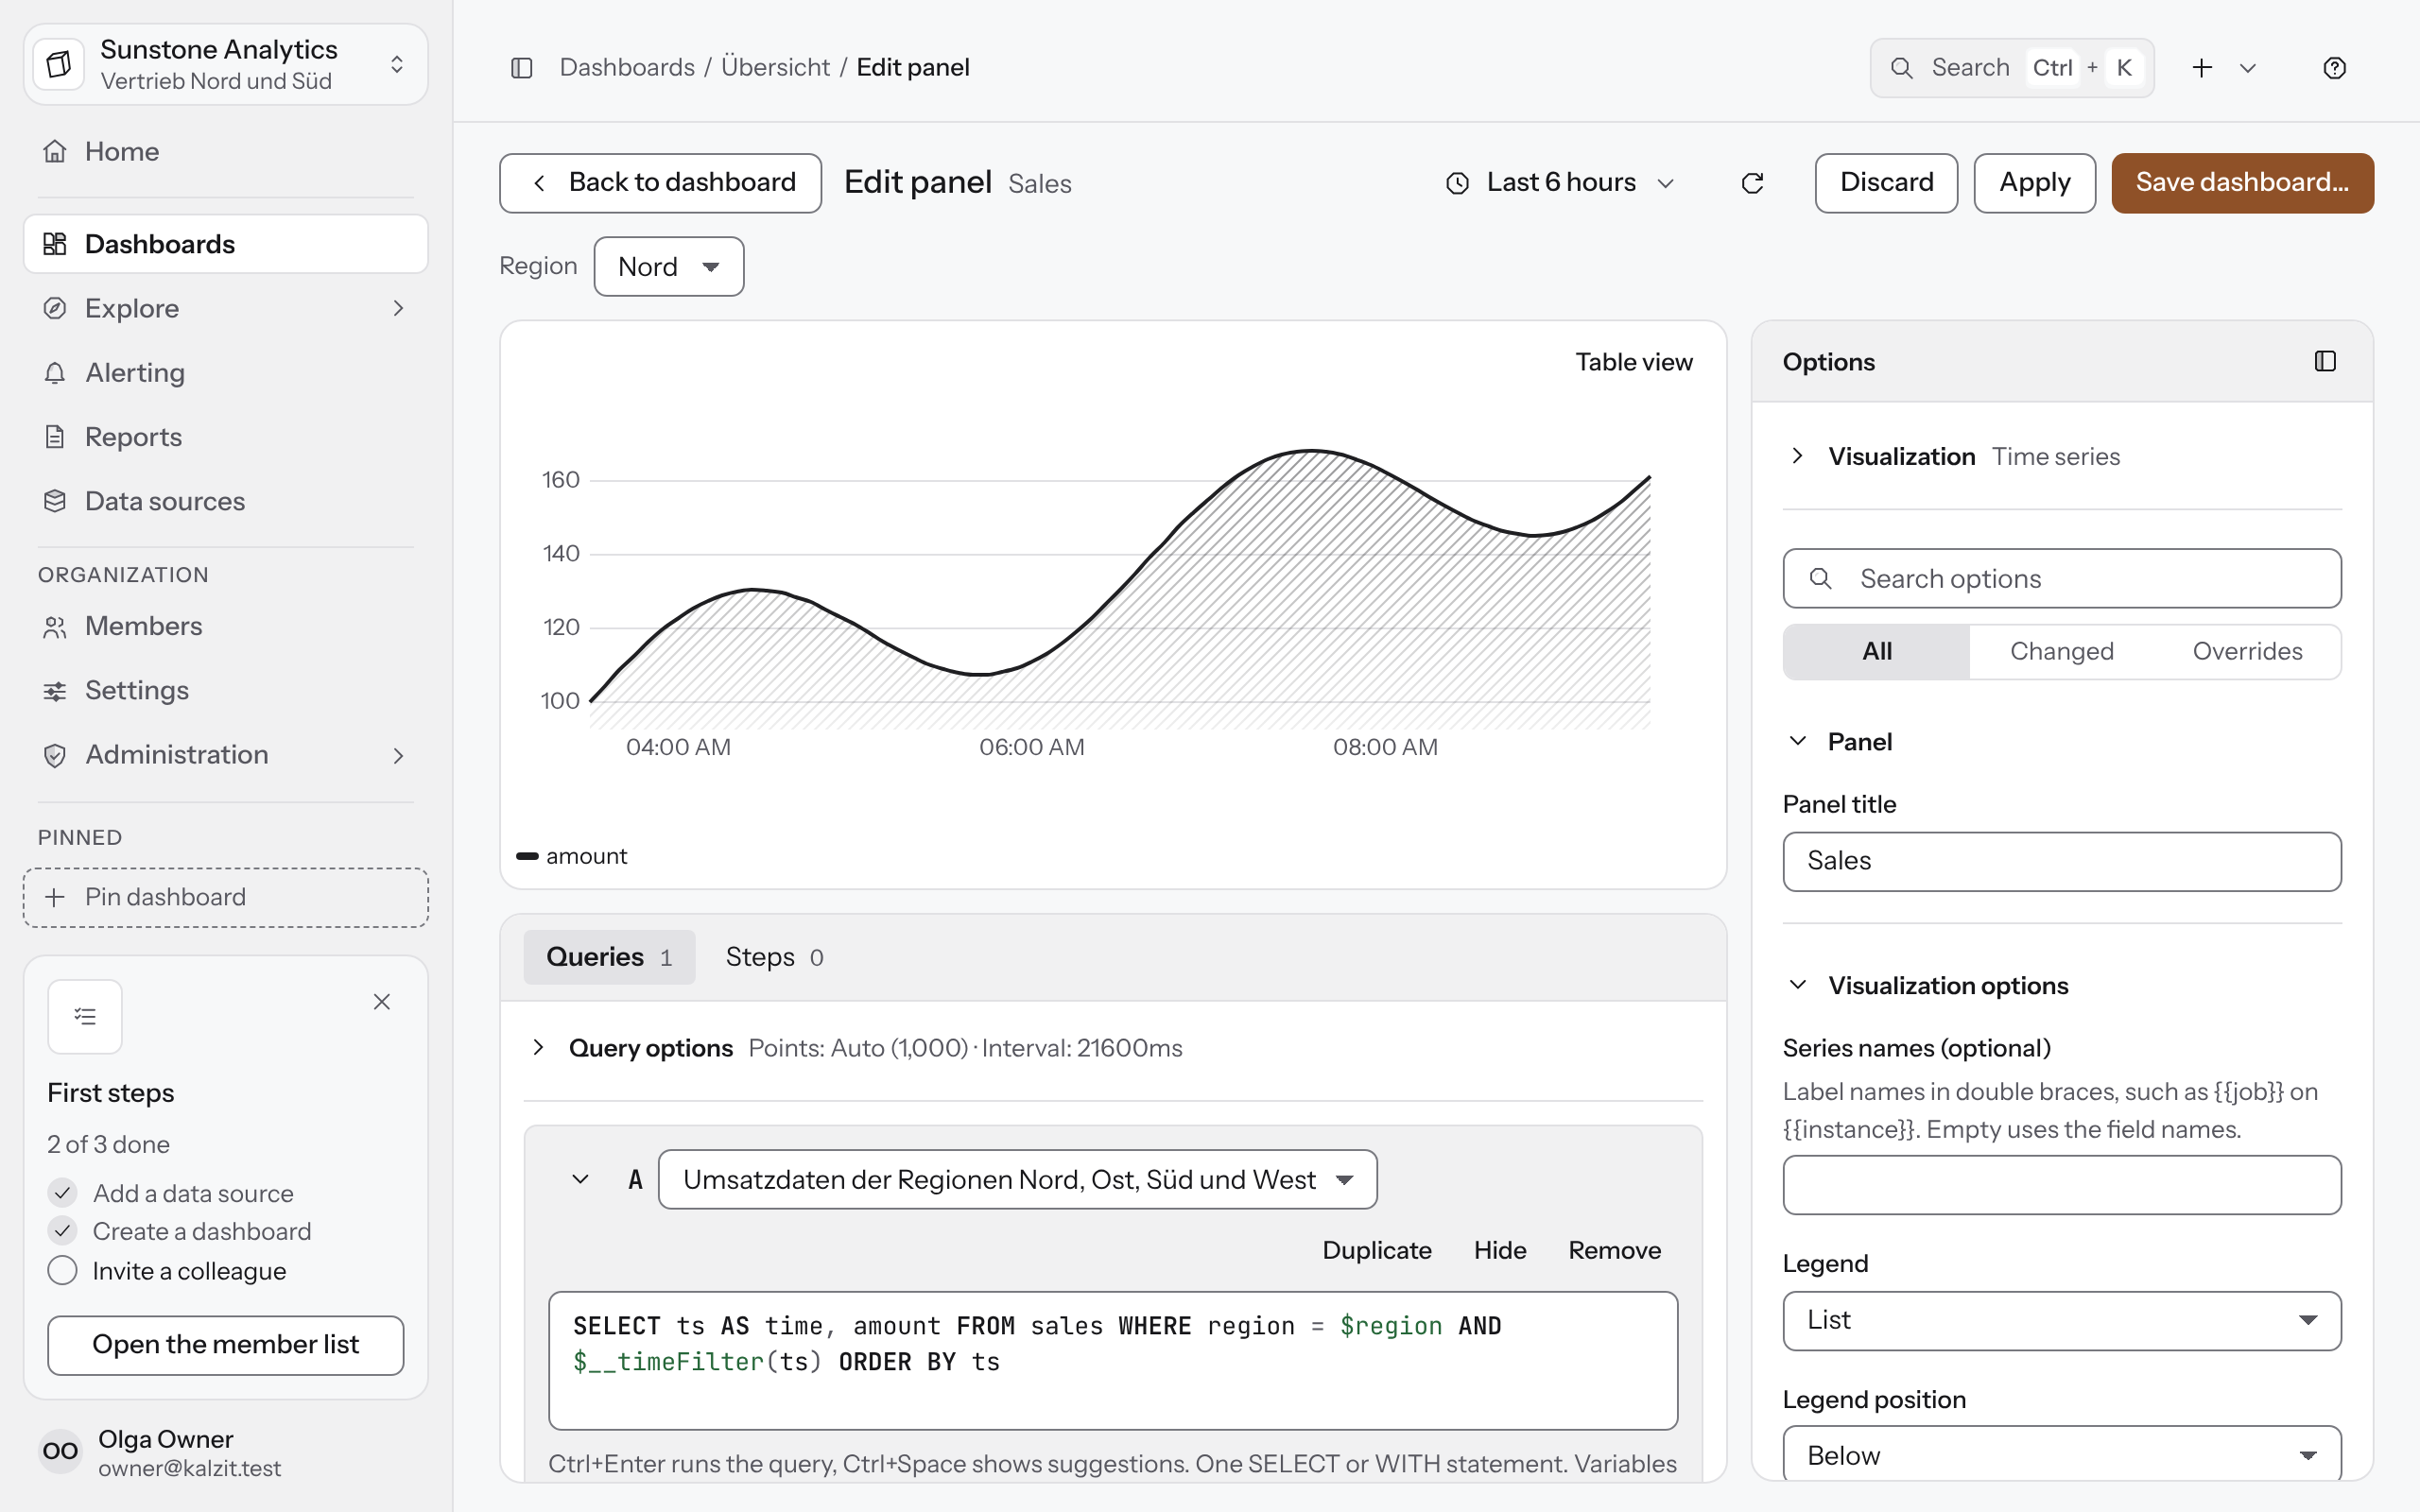 Sunstone Analytics
Vertrieb Nord und Süd
Home
Dashboards
Explore
Alerting
Reports
Data sources
ORGANIZATION
Members
Settings
Administration
PINNED
Pin dashboard
First steps
2 of 3 done
Add a data source
Create a dashboard
Invite a colleague
Open the member list
OO
Olga Owner
owner@kalzit.test
Dashboards / Übersicht / Edit panel
Search Ctrl + K
Back to dashboard
Edit panel Sales
Last 6 hours
Discard
Apply
Save dashboard...
Region
Nord
Table view
160
140
120
100
04:00 AM
06:00 AM
08:00 AM
amount
Queries 1
Steps 0
Query options Points: Auto (1,000) · Interval: 21600ms
A
Umsatzdaten der Regionen Nord, Ost, Süd und West
Duplicate
Hide
Remove
SELECT ts AS time, amount FROM sales WHERE region = $region AND
$__timeFilter(ts) ORDER BY ts
Ctrl+Enter runs the query, Ctrl+Space shows suggestions. One SELECT or WITH statement. Variables
Options
Visualization Time series
Search options
All
Changed
Overrides
Panel
Panel title
Sales
Visualization options
Series names (optional)
Label names in double braces, such as {{job}} on
{{instance}}. Empty uses the field names.
Legend
List
Legend position
Below